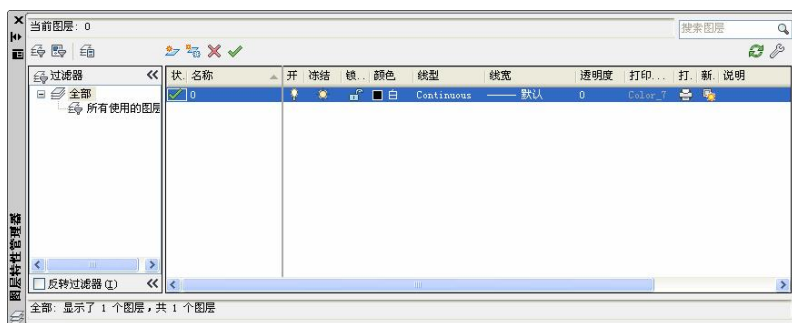 当前图层: 0
搜索图层
过滤器
状. 名称 开 冻结 锁.. 颜色 线型 线宽 透明度 打印... 打. 新. 说明
全部
0 白 Continuous 默认 0 Color_7
所有使用的图层
反转过滤器(I)
全部: 显示了 1 个图层，共 1 个图层
图层特性管理器